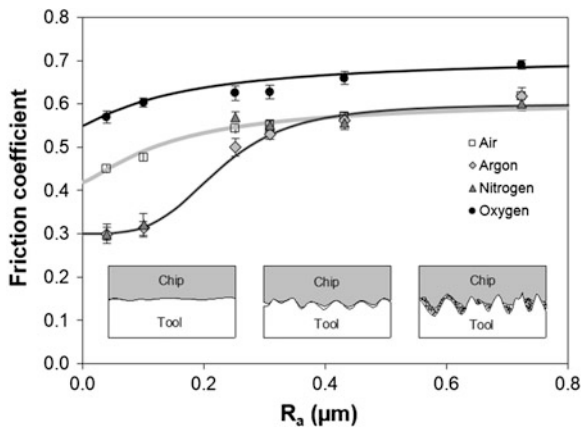 0.8
0.7
0.6
0.5
0.4
0.3
0.2
0.1
0.0
Friction coefficient
Air
Argon
Nitrogen
Oxygen
Chip
Tool
Chip
Tool
Chip
Tool
0.0 0.2 0.4 0.6 0.8
Ra (µm)